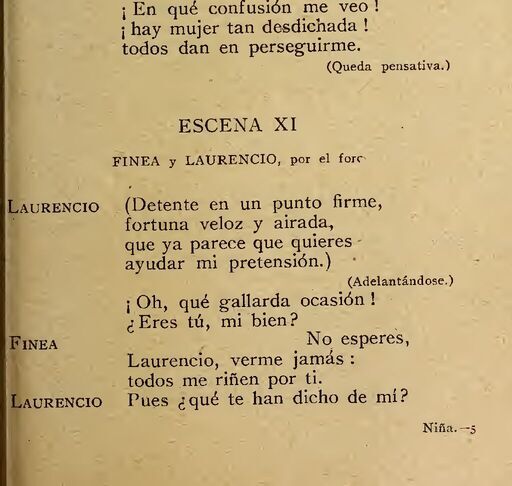 ¡ En qué confusión me veo !
¡ hay mujer tan desdichada !
todos dan en perseguirme.
(Queda pensativa.)
ESCENA XI
FINEA y LAURENCIO, por el
LAURENCIO (Detente en un punto firme,
fortuna veloz y airada,
que ya parece que quieres
ayudar mi pretensión.)
(Adelantándose.)
¡ Oh, qué gallarda ocasión !
¿ Eres tú, mi bien?
FINEA No esperes,
Laurencio, verme jamás :
todos me riñen por ti.
LAURENCIO Pues ¿ qué te han dicho de mí?
Niña.—5